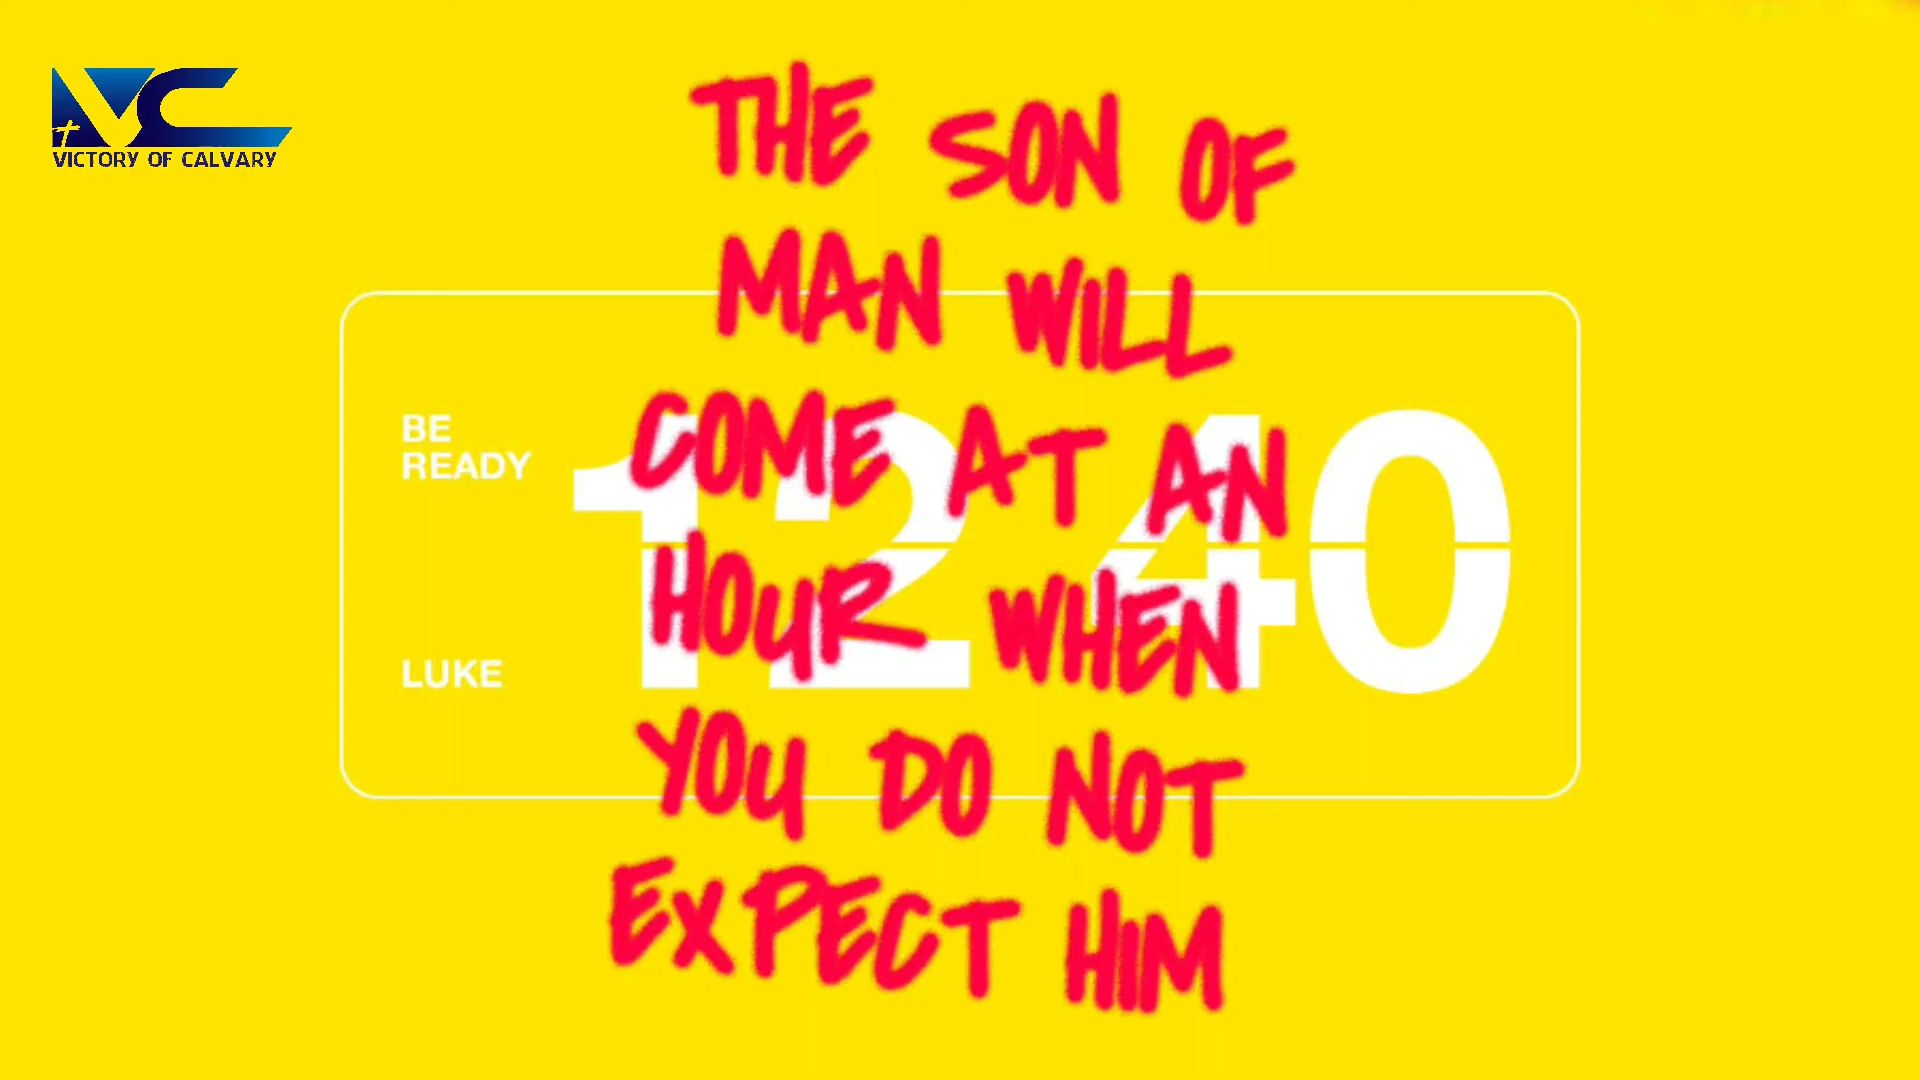 VC
VICTORY OF CALVARY
THE SON OF
MAN WILL
COME AT AN
HOUR WHEN
YOU DO NOT
EXPECT HIM
BE
READY
12 40
LUKE